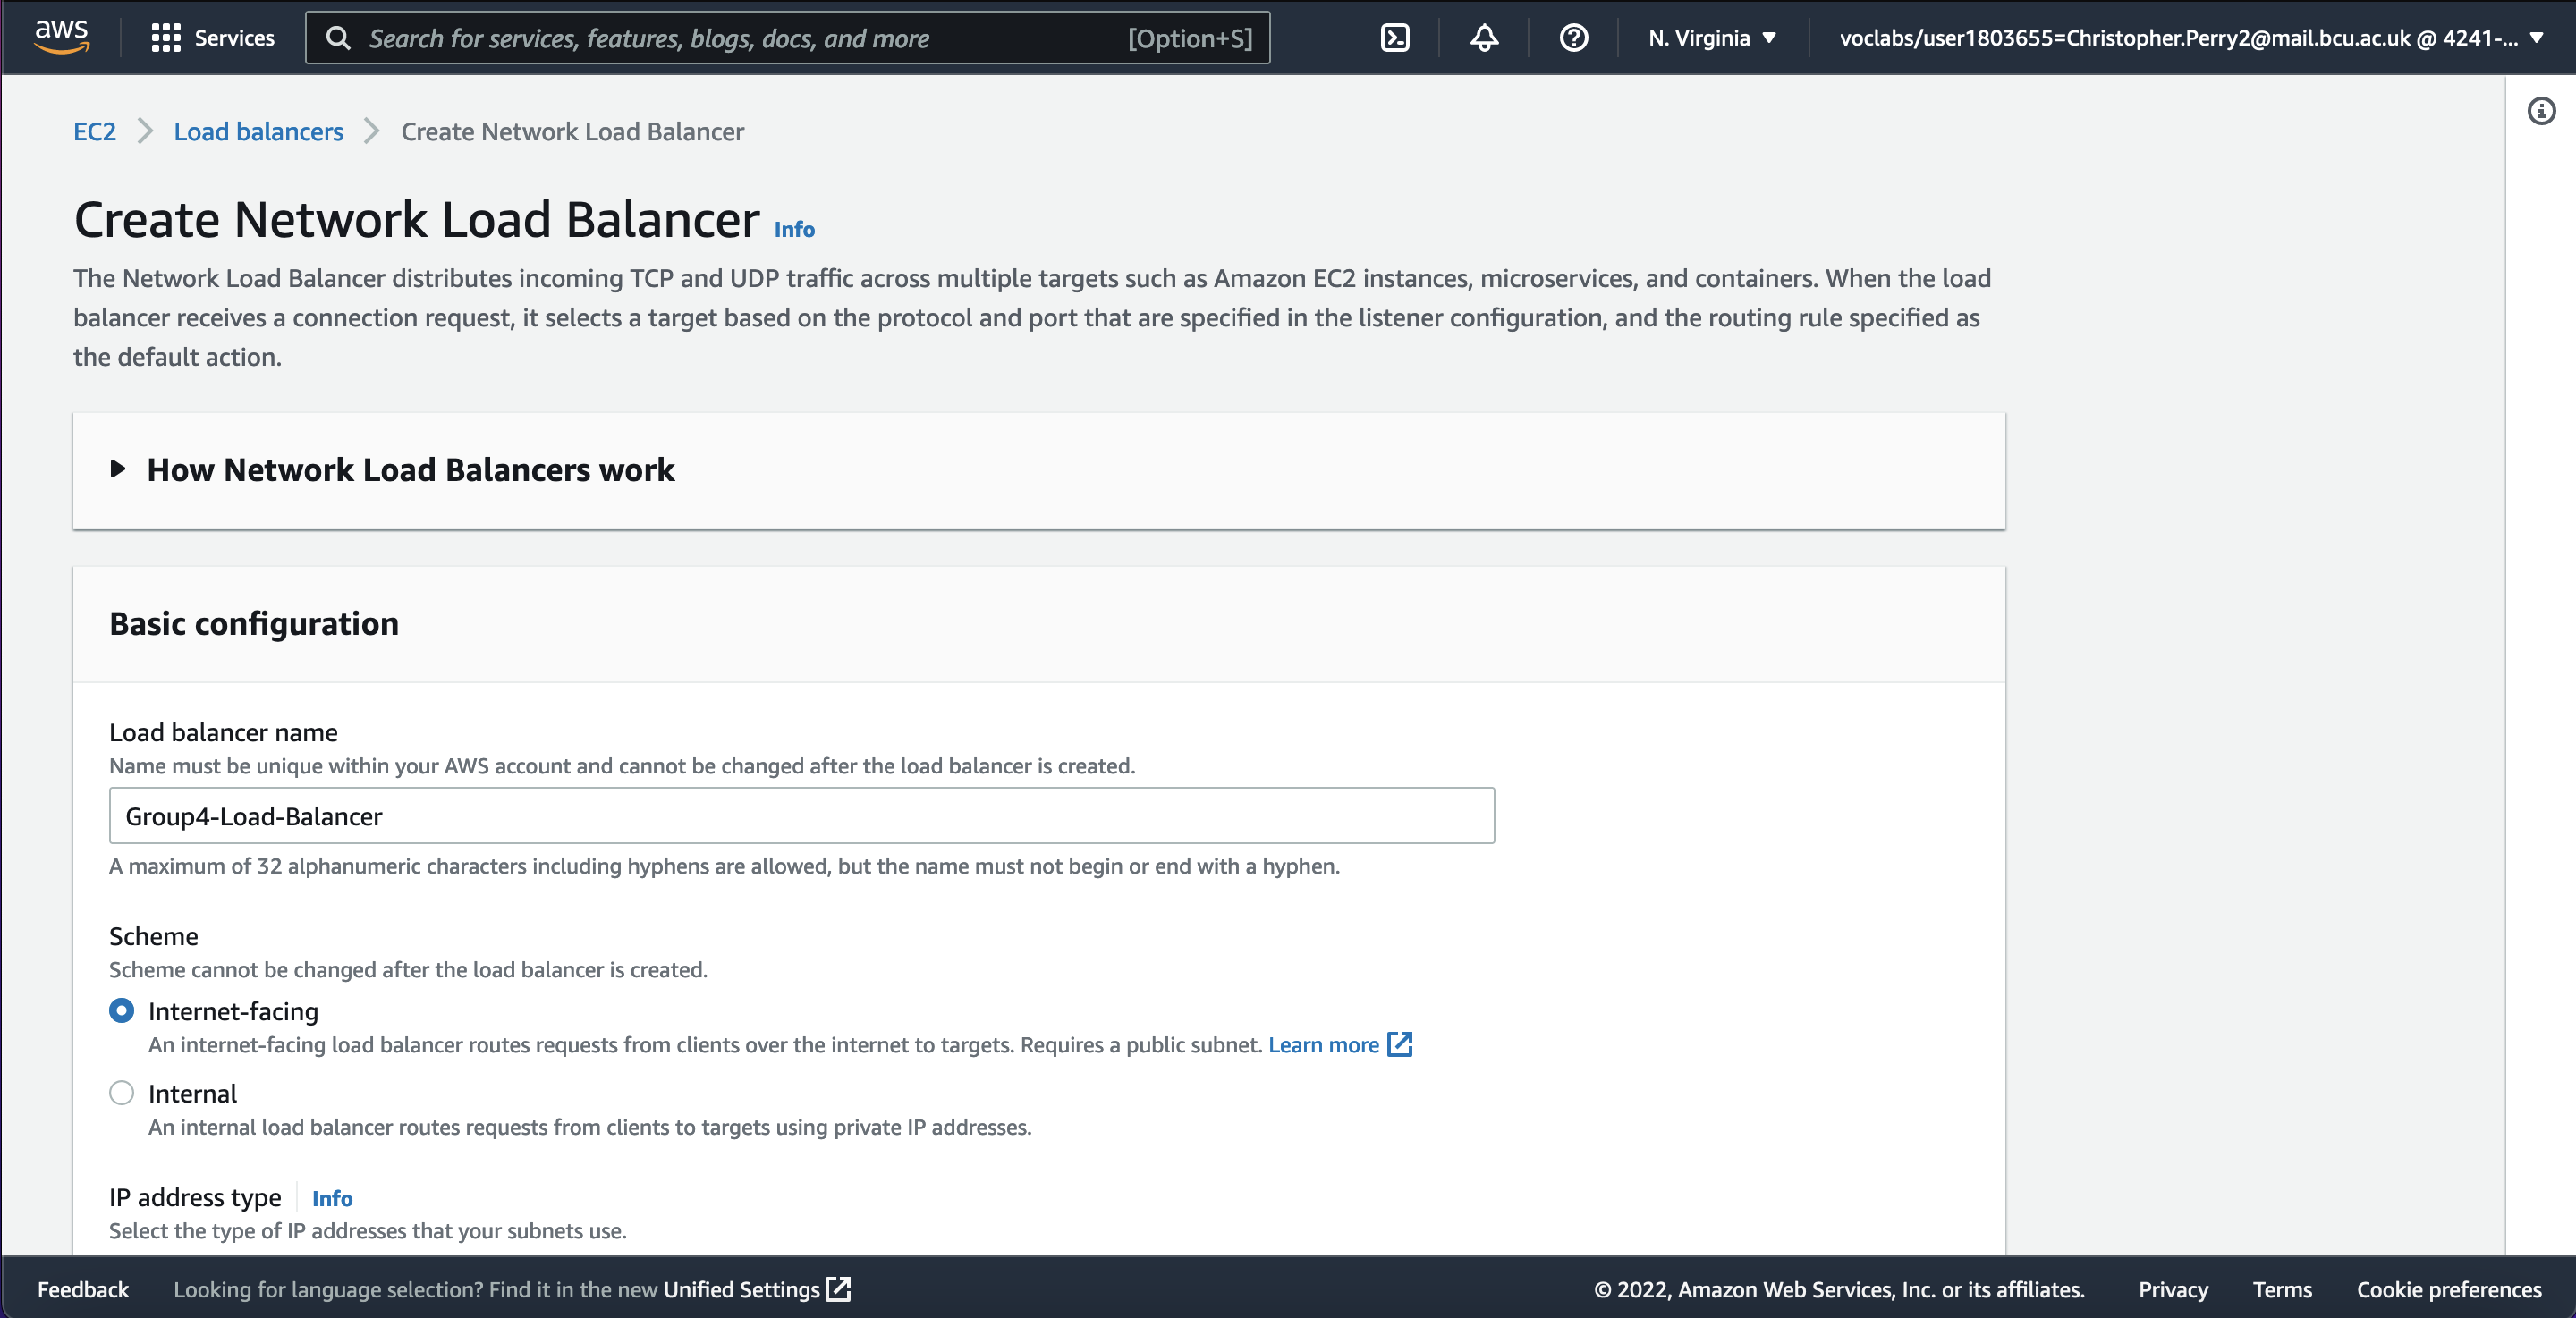 aws Services Search for services, features, blogs, docs, and more [Option+S] N. Virginia voclabs/user1803655=Christopher.Perry2@mail.bcu.ac.uk @ 4241-...
EC2 Load balancers Create Network Load Balancer
Create Network Load Balancer Info
The Network Load Balancer distributes incoming TCP and UDP traffic across multiple targets such as Amazon EC2 instances, microservices, and containers. When the load
balancer receives a connection request, it selects a target based on the protocol and port that are specified in the listener configuration, and the routing rule specified as
the default action.
How Network Load Balancers work
Basic configuration
Load balancer name
Name must be unique within your AWS account and cannot be changed after the load balancer is created.
Group4-Load-Balancer
A maximum of 32 alphanumeric characters including hyphens are allowed, but the name must not begin or end with a hyphen.
Scheme
Scheme cannot be changed after the load balancer is created.
Internet-facing
An internet-facing load balancer routes requests from clients over the internet to targets. Requires a public subnet. Learn more
Internal
An internal load balancer routes requests from clients to targets using private IP addresses.
IP address type Info
Select the type of IP addresses that your subnets use.
Feedback Looking for language selection? Find it in the new Unified Settings © 2022, Amazon Web Services, Inc. or its affiliates. Privacy Terms Cookie preferences